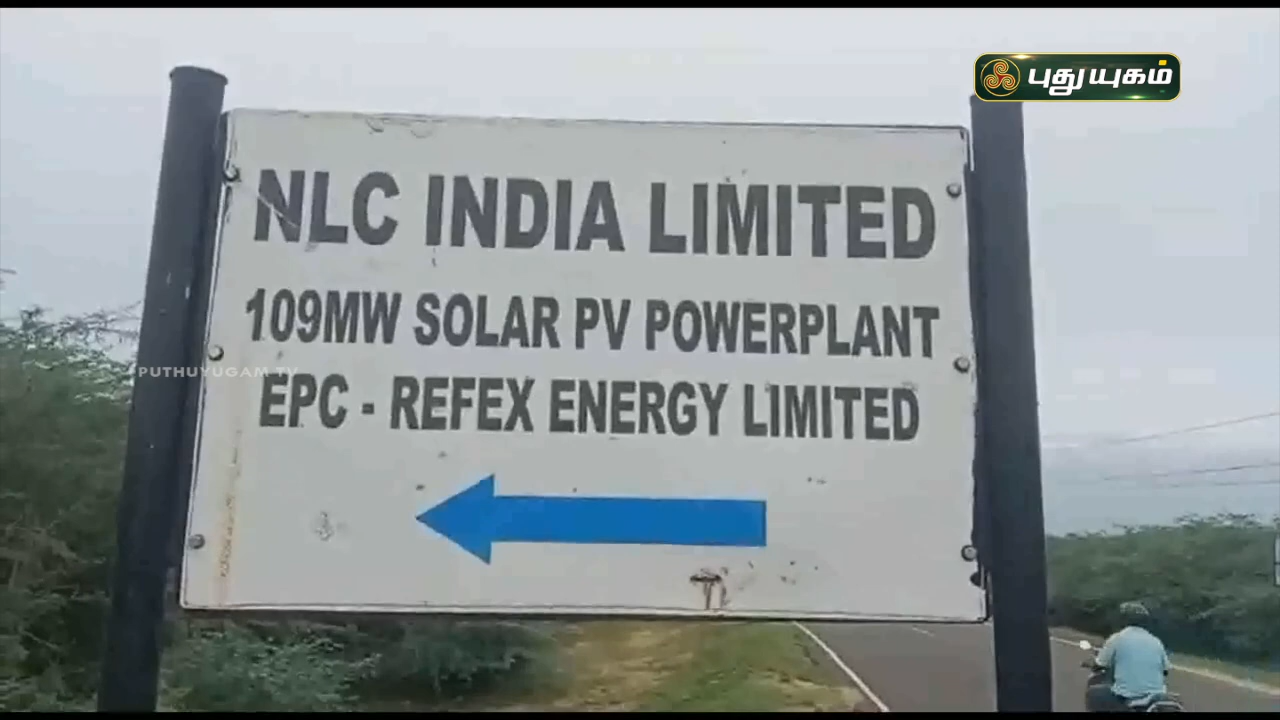 புதுயுகம்
NLC INDIA LIMITED
109MW SOLAR PV POWERPLANT
PUTHUYUGAM TV
EPC - REFEX ENERGY LIMITED